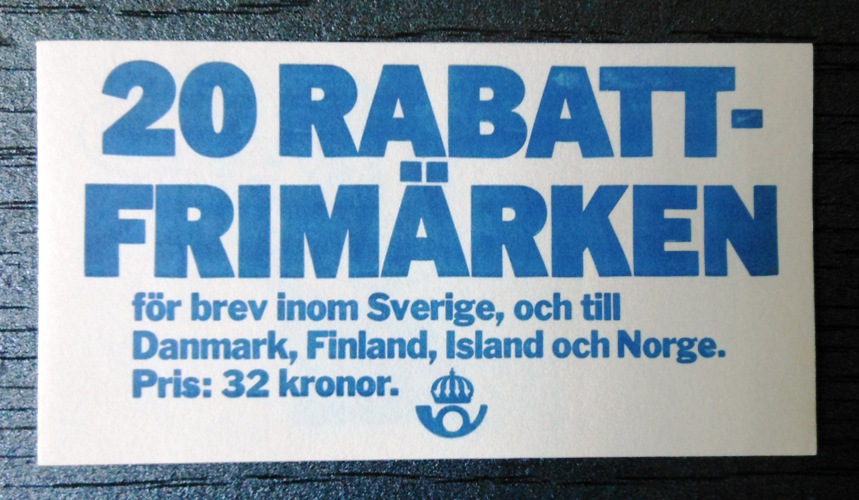 20 RABATT-
FRIMÄRKEN
för brev inom Sverige, och till
Danmark, Finland, Island och Norge.
Pris: 32 kronor.